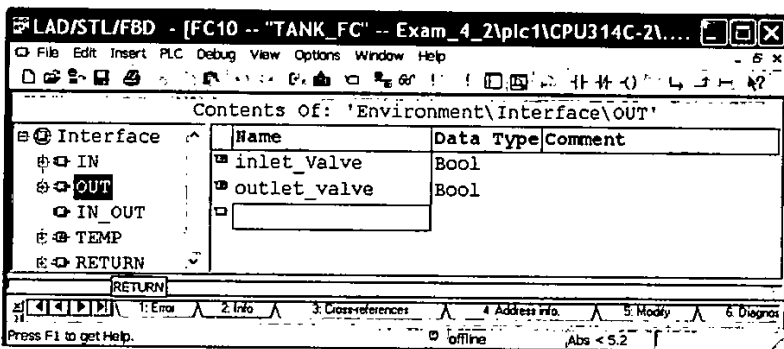 LAD/STL/FBD - [FC10 -- "TANK_FC" -- Exam_4_2\plc1\CPU314C-2\....
File Edit Insert PLC Debug View Options Window Help
Contents Of: 'Environment\Interface\OUT'
Interface
IN
OUT
IN_OUT
TEMP
RETURN
Name Data Type Comment
inlet_Valve Bool
outlet_valve Bool
RETURN
1: Error 2: Info 3: Cross-references 4: Address info. 5: Modify 6: Diagnos
Press F1 to get Help. offline Abs < 5.2